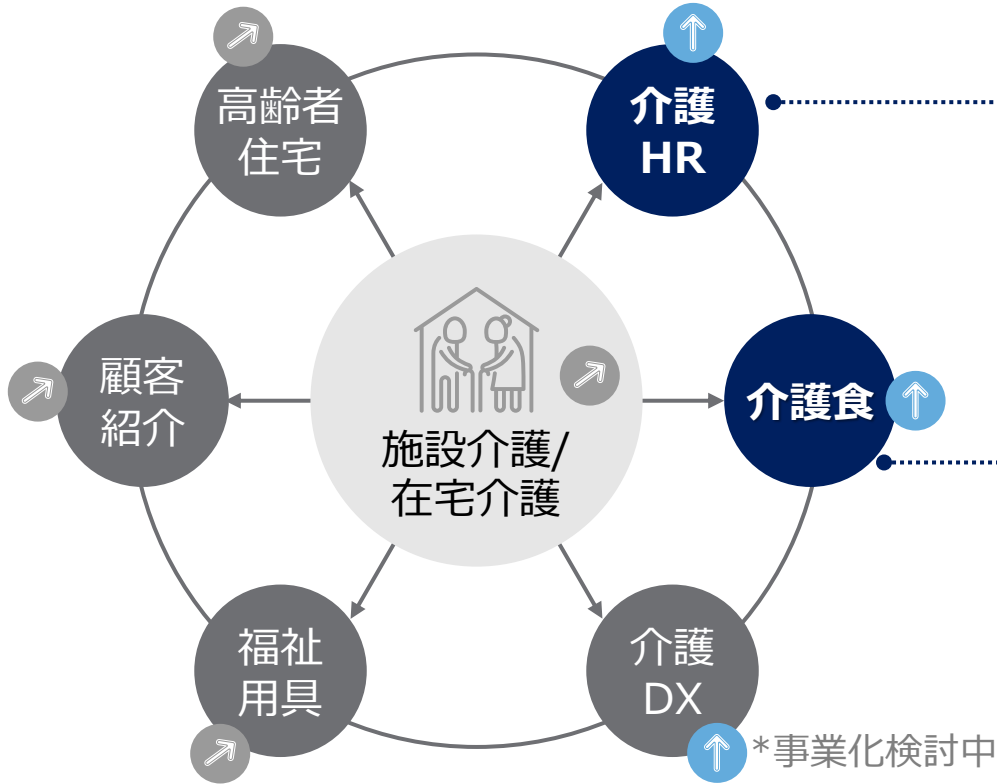 高齢者
住宅
介護
HR
顧客
紹介
施設介護/
在宅介護
介護食
福祉
用具
介護
DX
*事業化検討中